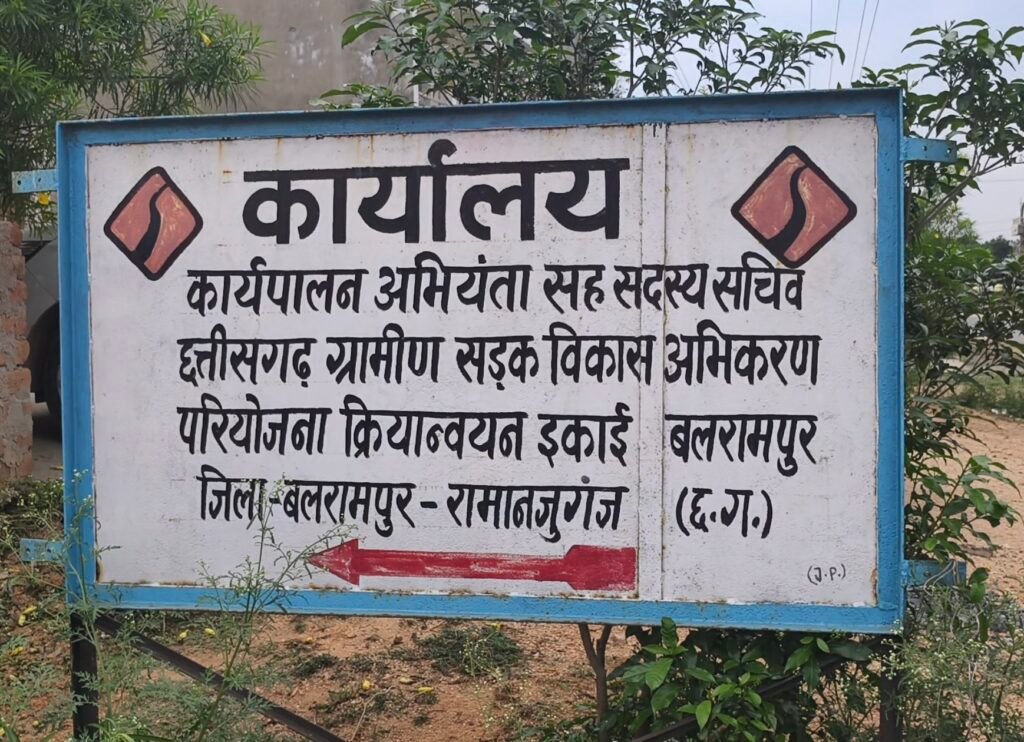 कार्यालय
कार्यपालन अभियंता सह सदस्य सचिव
छत्तीसगढ़ ग्रामीण सड़क विकास अभिकरण
परियोजना क्रियान्वयन इकाई बलरामपुर
जिला-बलरामपुर-रामानजुगंज (छ.ग.)
(J.P.)